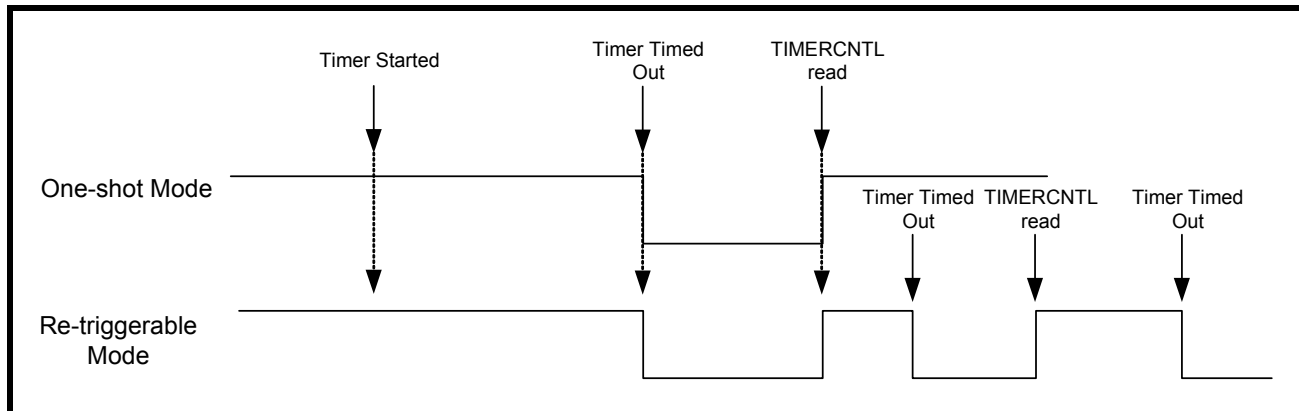 Timer Started
Timer Timed
Out
TIMERCNTL
read
One-shot Mode
Timer Timed
Out
TIMERCNTL
read
Timer Timed
Out
Re-triggerable
Mode